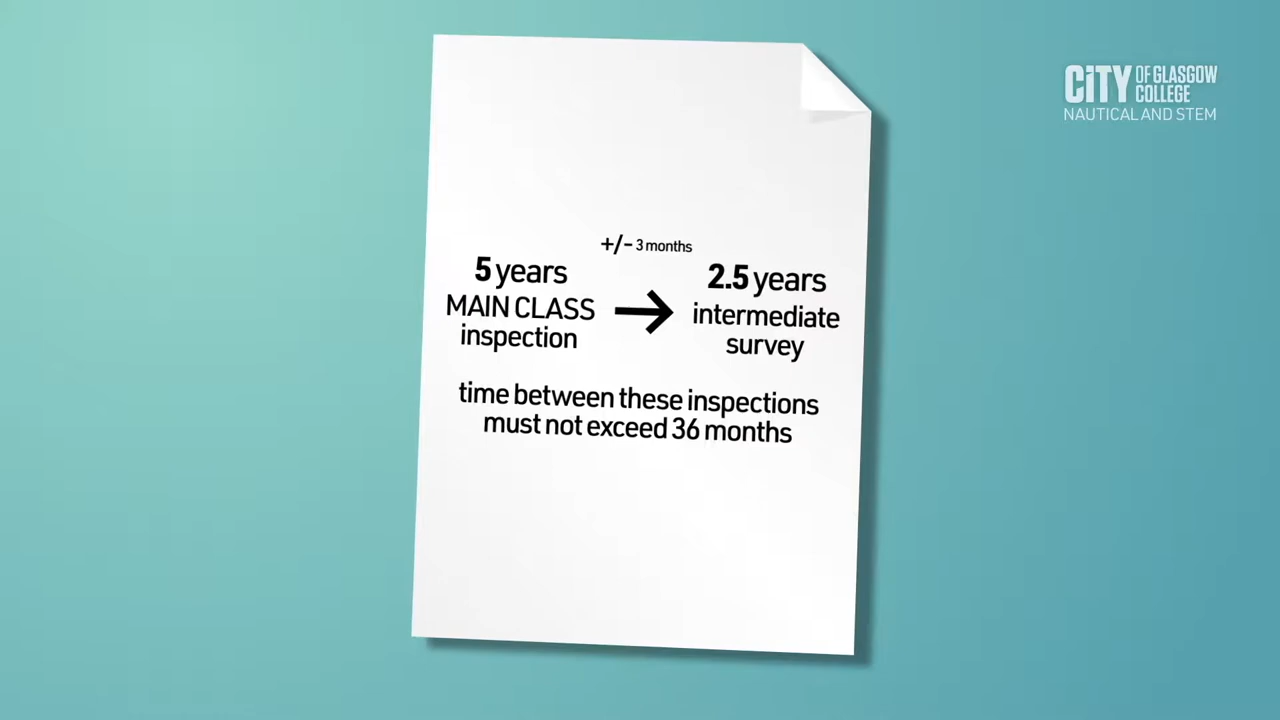 CiTY OF GLASGOW
COLLEGE
NAUTICAL AND STEM
+/- 3 months
5 years
MAIN CLASS
inspection
2.5 years
intermediate
survey
time between these inspections
must not exceed 36 months